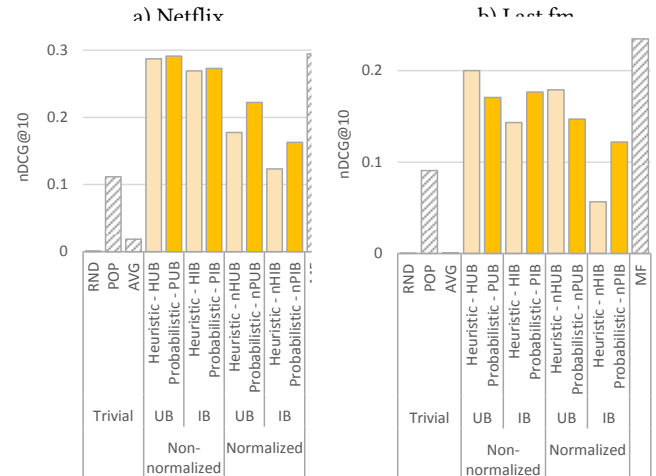 a) Netflix
b) Last fm
0.3
0.2
0.1
0
nDCG@10
RND
POP
AVG
Heuristic - HUB
Probabilistic - PUB
Heuristic - HIB
Probabilistic - PIB
Heuristic - nHUB
Probabilistic - nPUB
Heuristic - nHIB
Probabilistic - nPIB
Trivial
UB
IB
UB
IB
Non-
normalized
Normalized
0.2
0.1
0
nDCG@10
RND
POP
AVG
Heuristic - HUB
Probabilistic - PUB
Heuristic - HIB
Probabilistic - PIB
Heuristic - nHUB
Probabilistic - nPUB
Heuristic - nHIB
Probabilistic - nPIB
MF
Trivial
UB
IB
UB
IB
Non-
normalized
Normalized